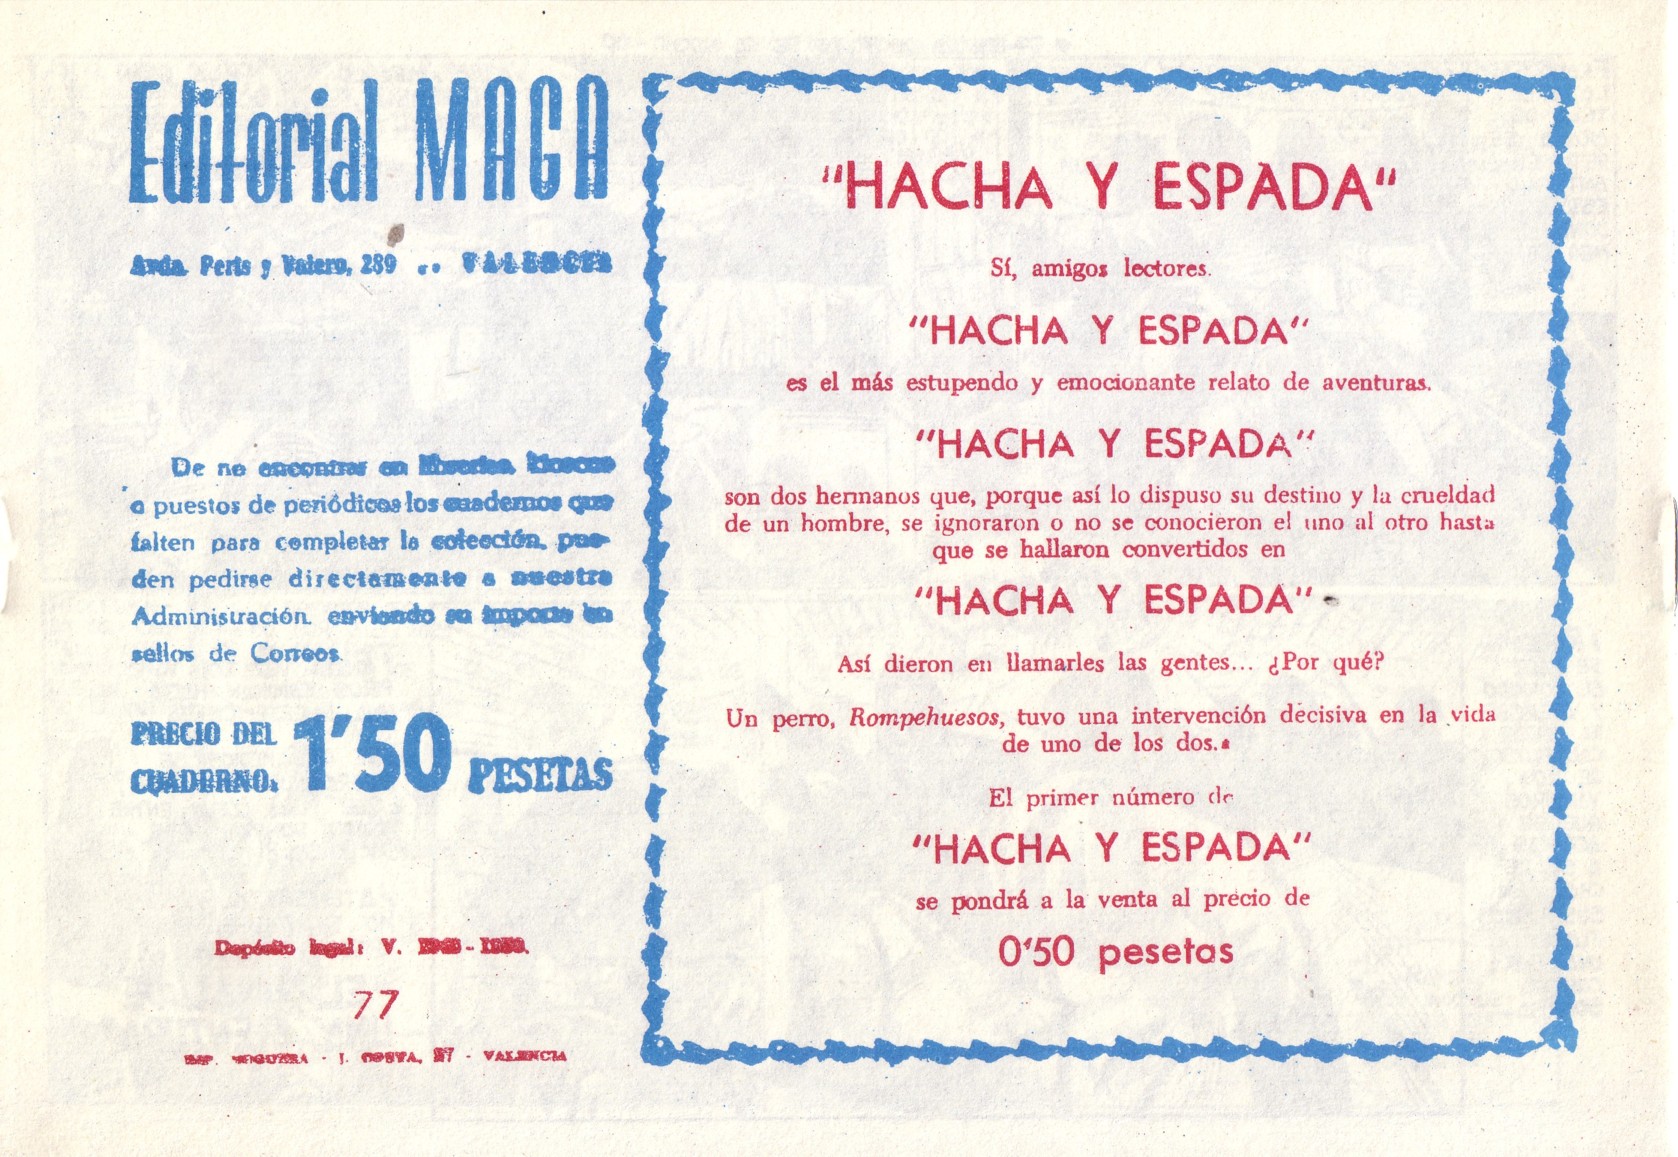 Editorial MAGA
Avda. Peris y Valero, 289 .. VALENCIA
De no encontrar en librerías, kioscos
o puestos de periódicos los cuadernos que
falten para completar la colección, pue-
den pedirse directamente a nuestra
Administración, enviando su importe en
sellos de Correos.
PRECIO DEL
CUADERNO: 1'50 PESETAS
Depósito legal: V.
77
IMP. NOGUERA - J. COSTA, - VALENCIA
"HACHA Y ESPADA"
Sí, amigos lectores.
"HACHA Y ESPADA"
es el más estupendo y emocionante relato de aventuras.
"HACHA Y ESPADA"
son dos hermanos que, porque así lo dispuso su destino y la crueldad
de un hombre, se ignoraron o no se conocieron el uno al otro hasta
que se hallaron convertidos en
"HACHA Y ESPADA"
Así dieron en llamarles las gentes... ¿Por qué?
Un perro, Rompehuesos, tuvo una intervención decisiva en la vida
de uno de los dos.
El primer número de
"HACHA Y ESPADA"
se pondrá a la venta al precio de
0'50 pesetas